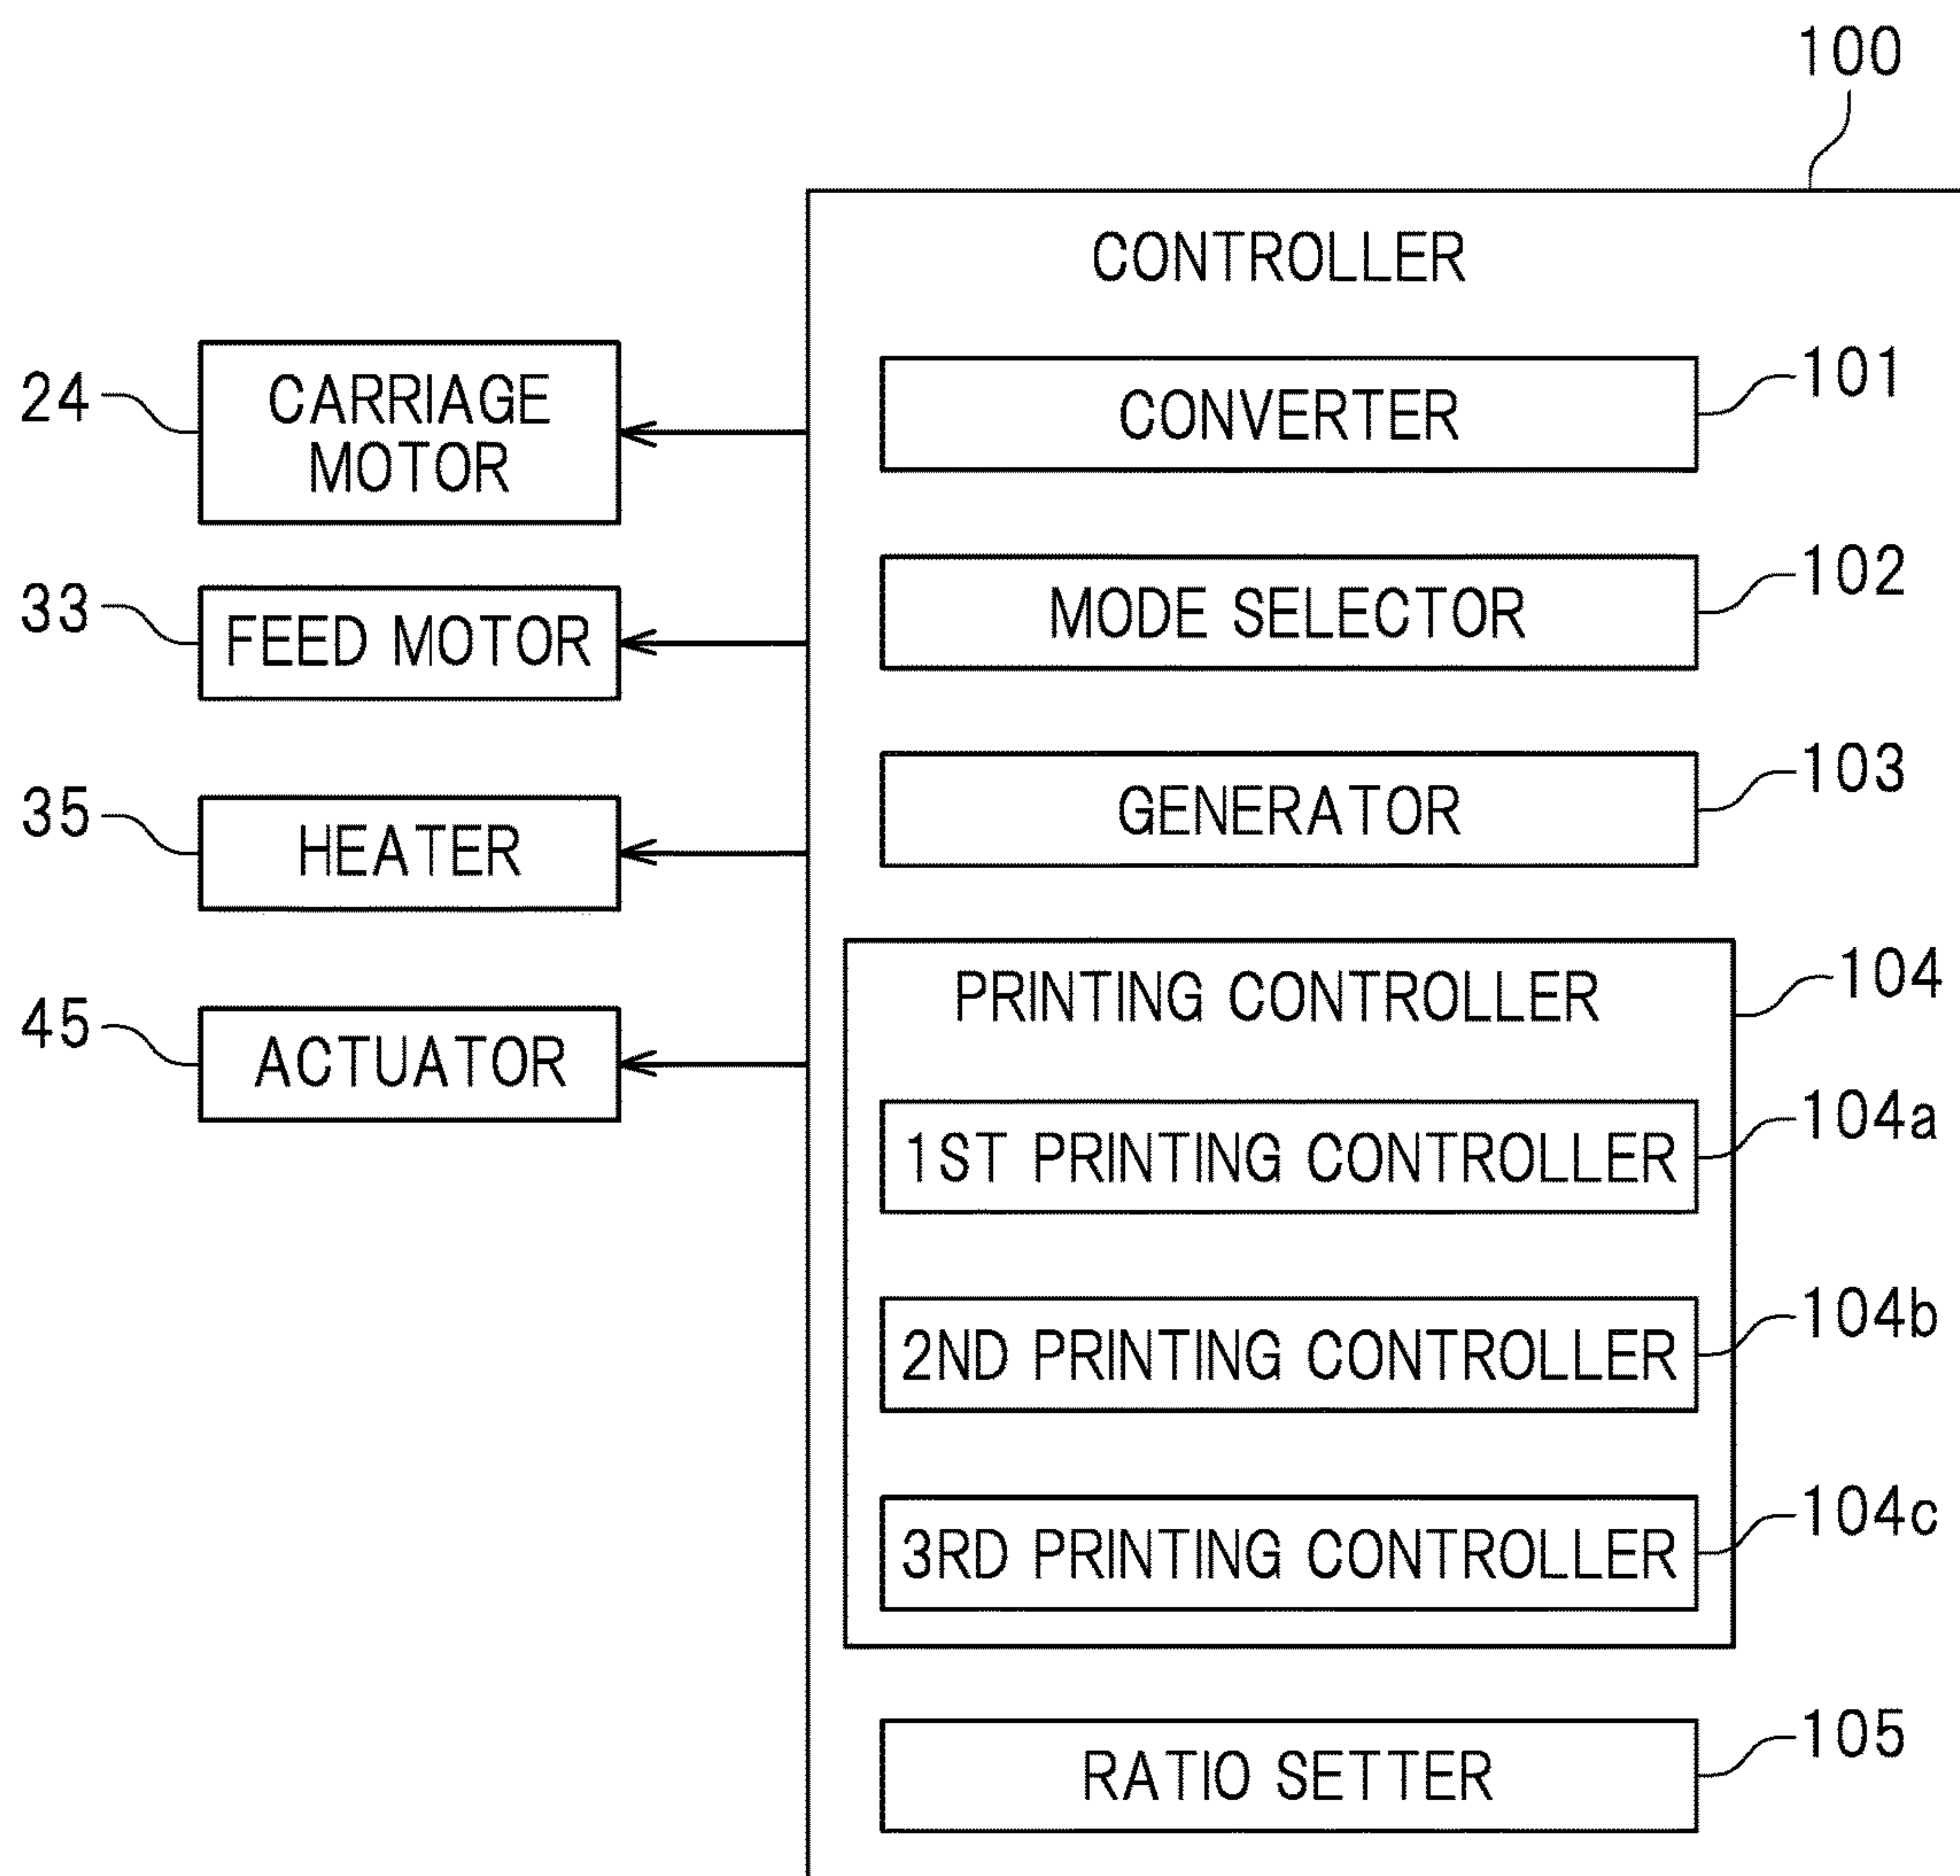 100
CONTROLLER
24
CARRIAGE
MOTOR
33
FEED MOTOR
35
HEATER
45
ACTUATOR
CONVERTER
101
MODE SELECTOR
102
GENERATOR
103
PRINTING CONTROLLER
104
1ST PRINTING CONTROLLER
104a
2ND PRINTING CONTROLLER
104b
3RD PRINTING CONTROLLER
104c
RATIO SETTER
105